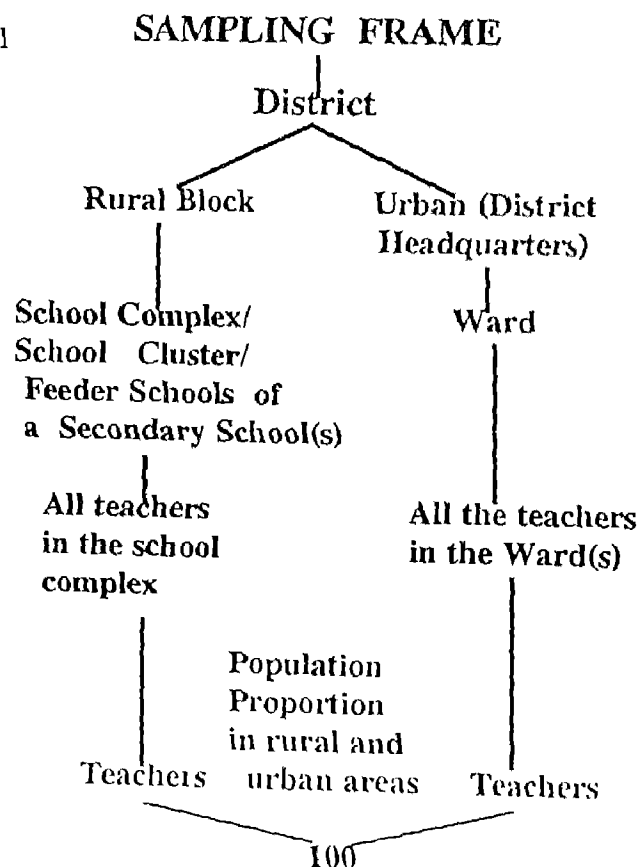 1
SAMPLING FRAME
District
Rural Block
Urban (District
Headquarters)
School Complex/
School Cluster/
Feeder Schools of
a Secondary School(s)
Ward
All teachers
in the school
complex
All the teachers
in the Ward(s)
Population
Proportion
in rural and
urban areas
Teachers
Teachers
100